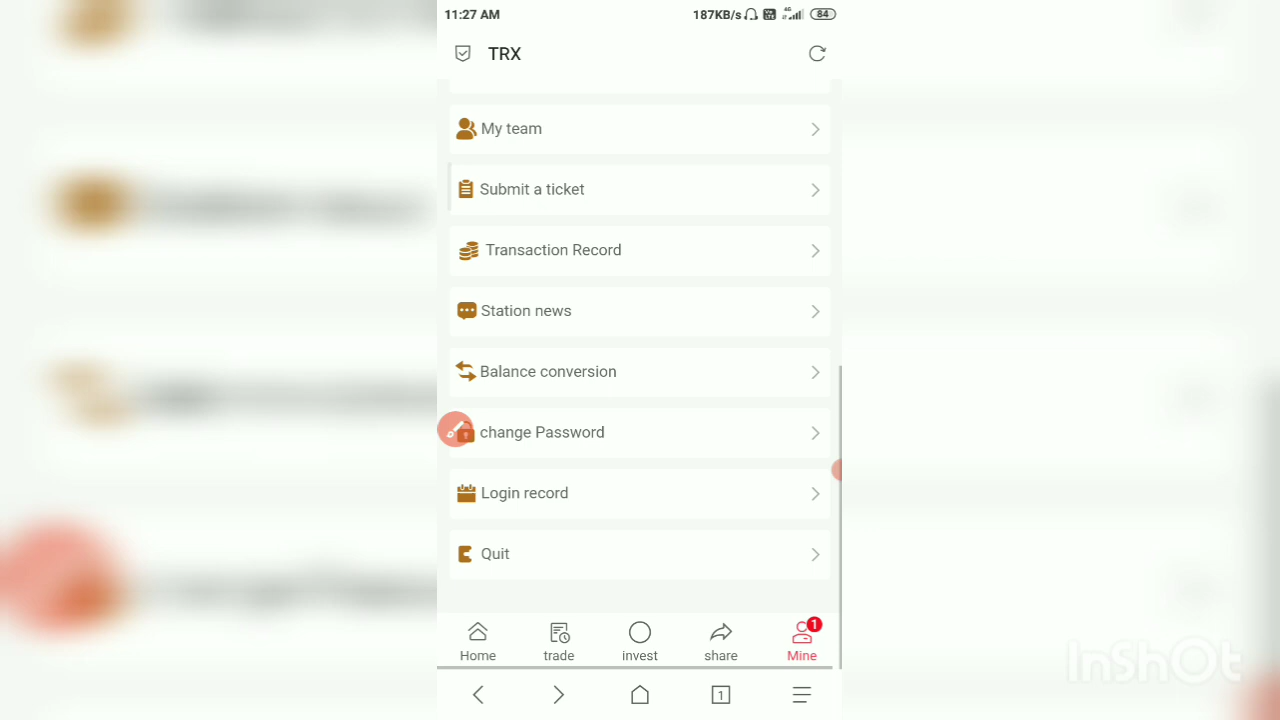 11:27 AM 187KB/s 4G 84
TRX
My team
Submit a ticket
Transaction Record
Station news
Balance conversion
change Password
Login record
Quit
1
Home trade invest share Mine
1
InShOt